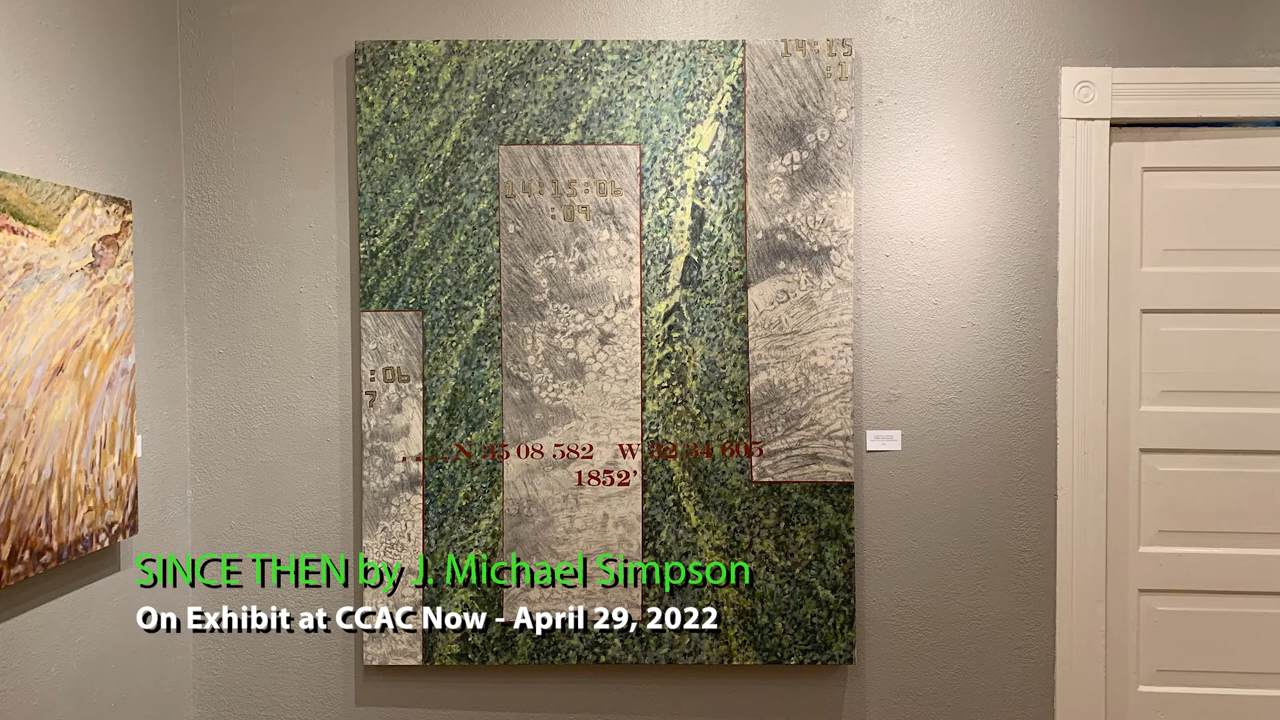 14:15
:1
14:15:06
:09
:06
7
N 35 08 582 W 32 34 605
1852'
SINCE THEN by J. Michael Simpson
On Exhibit at CCAC Now - April 29, 2022